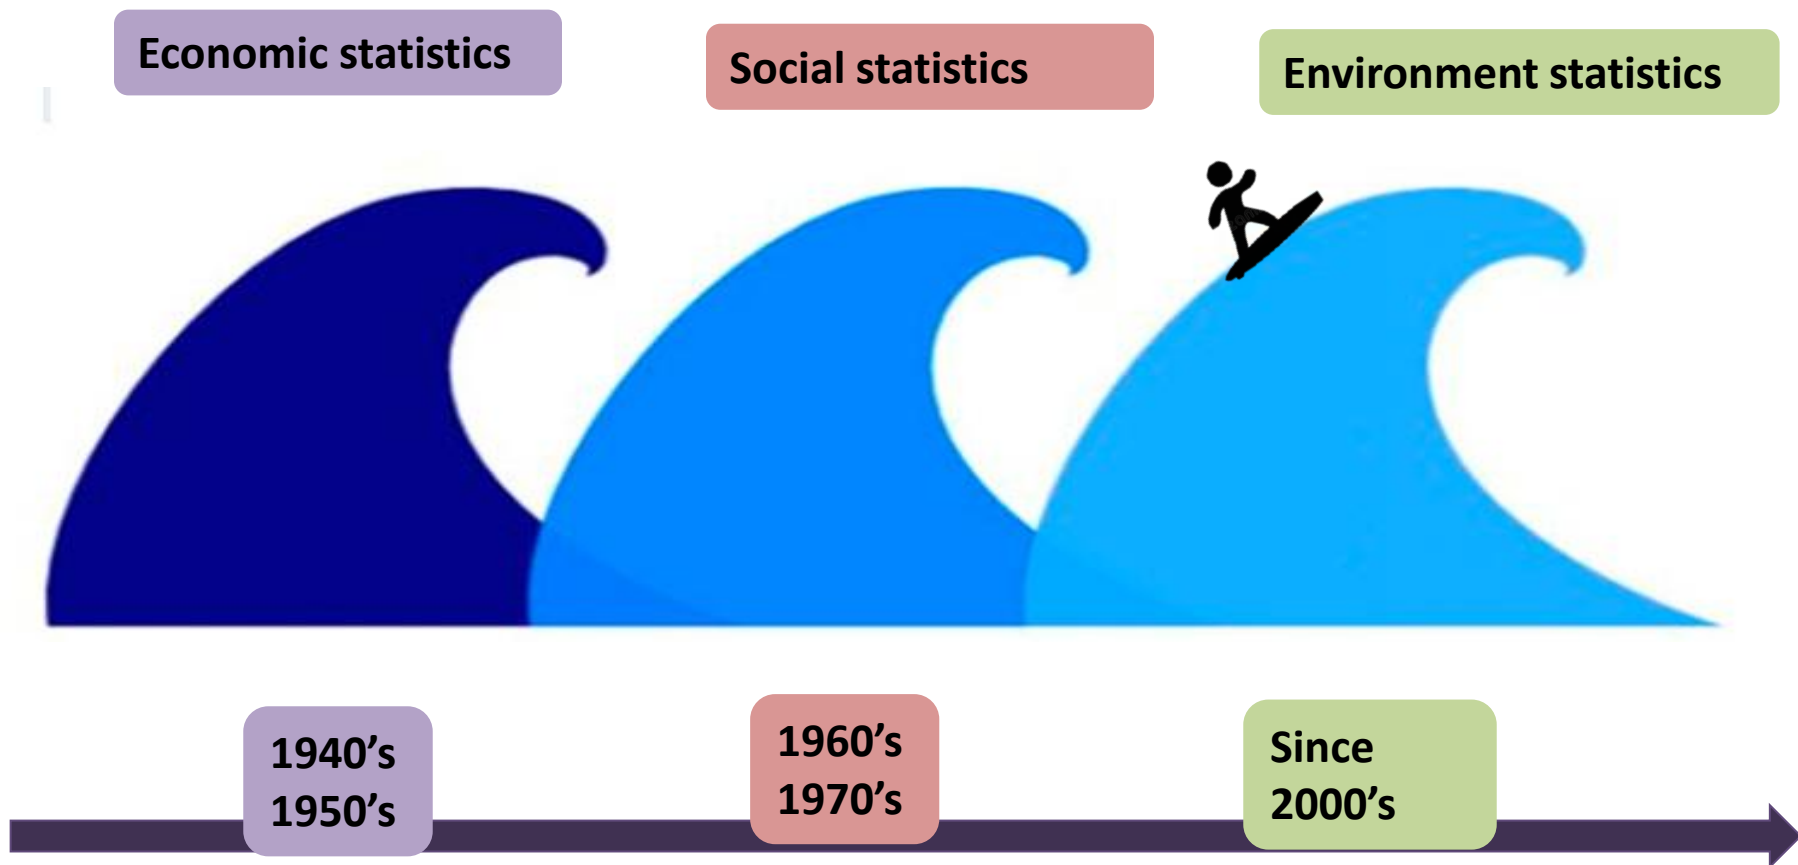 Economic statistics
Social statistics
Environment statistics
1940’s
1950’s
1960’s
1970’s
Since
2000’s